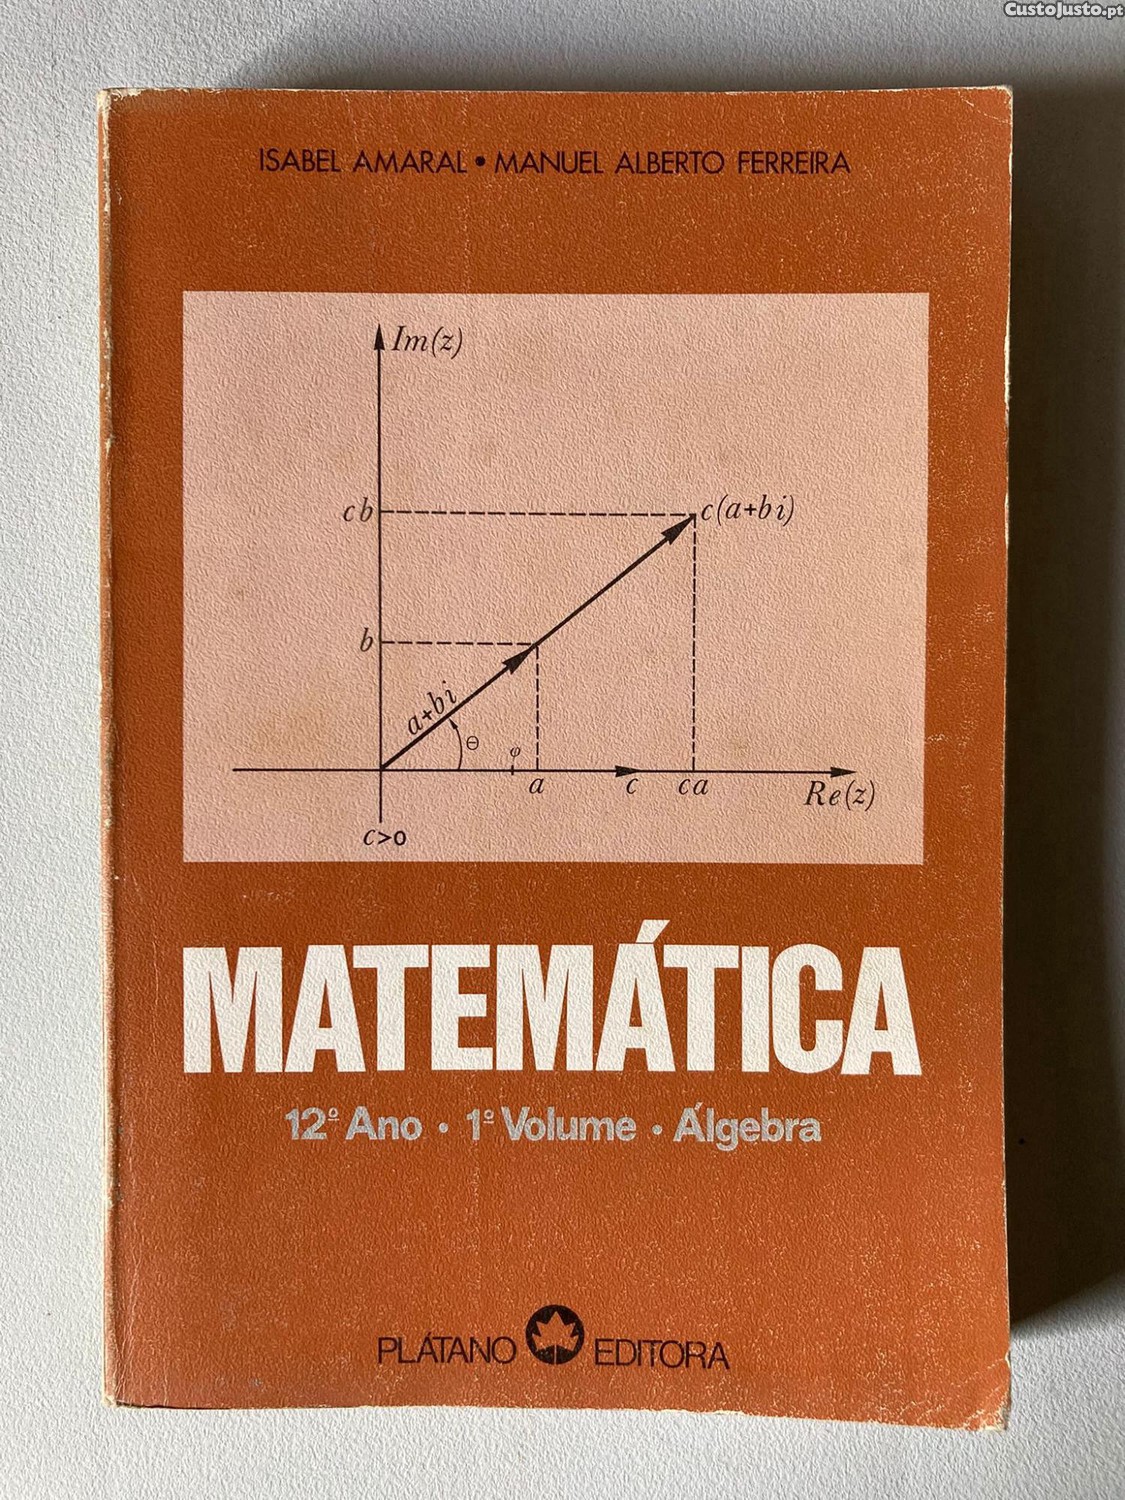 CustoJusto.pt
ISABEL AMARAL • MANUEL ALBERTO FERREIRA
Im(z)
cb
c(a+bi)
b
a+bi
θ
φ
a
c
ca
Re(z)
c>0
MATEMÁTICA
12º Ano • 1º Volume • Álgebra
PLÁTANO EDITORA